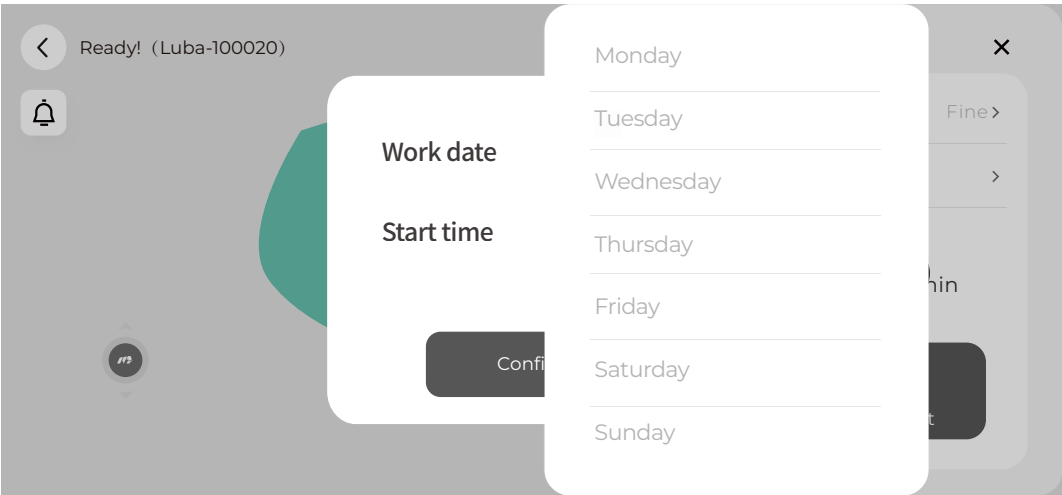 Ready!（Luba-100020）
Work date
Start time
Monday
Tuesday
Wednesday
Thursday
Friday
Saturday
Sunday
Fine